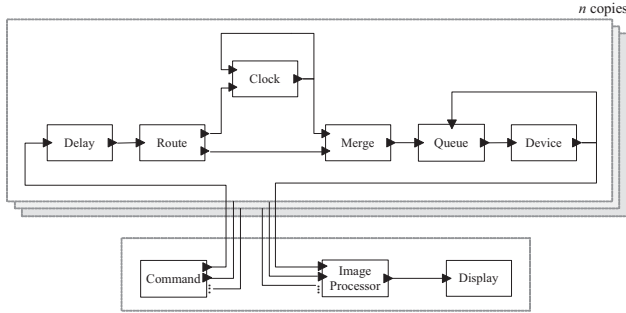 n copies
Clock
Delay
Route
Merge
Queue
Device
Command
Image
Processor
Display